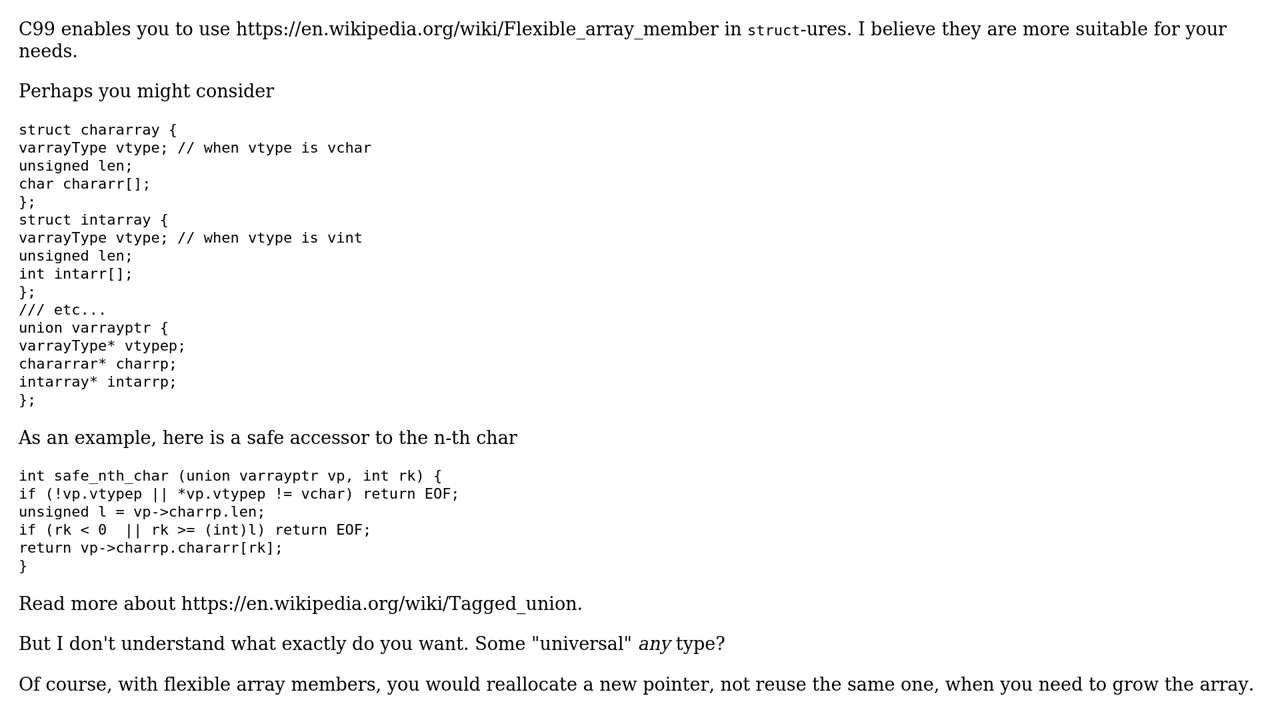 C99 enables you to use https://en.wikipedia.org/wiki/Flexible_array_member in struct-ures. I believe they are more suitable for your
needs.
Perhaps you might consider
struct chararray {
varrayType vtype; // when vtype is vchar
unsigned len;
char chararr[];
};
struct intarray {
varrayType vtype; // when vtype is vint
unsigned len;
int intarr[];
};
/// etc...
union varrayptr {
varrayType* vtypep;
chararrar* charrp;
intarray* intarrp;
};
As an example, here is a safe accessor to the n-th char
int safe_nth_char (union varrayptr vp, int rk) {
if (!vp.vtypep || *vp.vtypep != vchar) return EOF;
unsigned l = vp->charrp.len;
if (rk < 0  || rk >= (int)l) return EOF;
return vp->charrp.chararr[rk];
}
Read more about https://en.wikipedia.org/wiki/Tagged_union.
But I don't understand what exactly do you want. Some "universal" any type?
Of course, with flexible array members, you would reallocate a new pointer, not reuse the same one, when you need to grow the array.